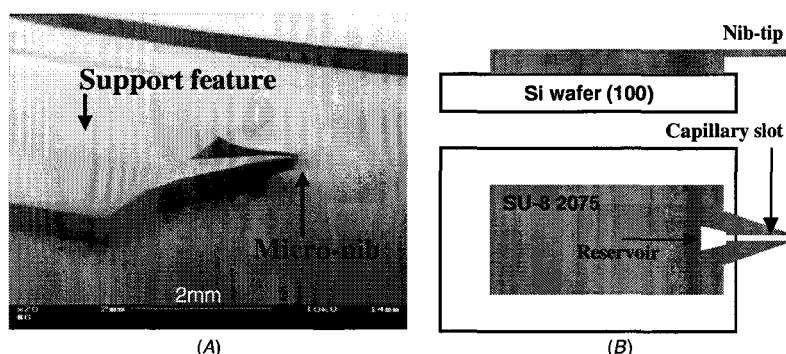 Support feature
Micro-nib
2mm
(A)
Nib-tip
Si wafer (100)
Capillary slot
SU-8 2075
Reservoir
(B)